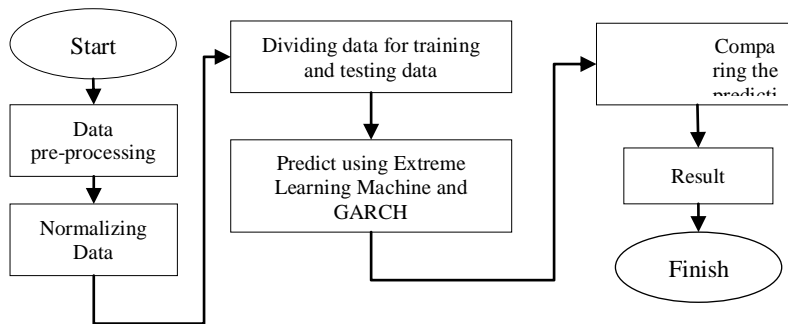 Start
Data
pre-processing
Normalizing
Data
Dividing data for training
and testing data
Predict using Extreme
Learning Machine and
GARCH
Compa
ring the
predicti
Result
Finish